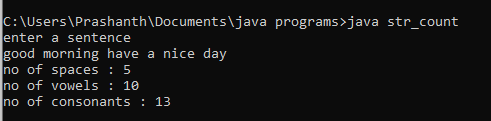 C:\Users\Prashanth\Documents\java programs>java str_count
enter a sentence
good morning have a nice day
no of spaces : 5
no of vowels : 10
no of consonants : 13